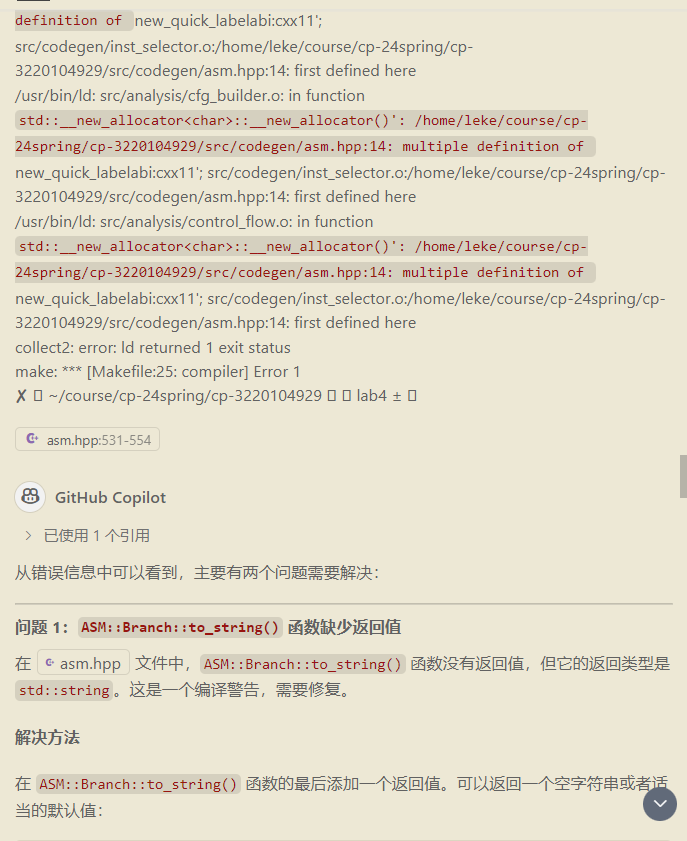 definition of new_quick_labelabi:cxx11';
src/codegen/inst_selector.o:/home/leke/course/cp-24spring/cp-
3220104929/src/codegen/asm.hpp:14: first defined here
/usr/bin/ld: src/analysis/cfg_builder.o: in function
std::__new_allocator<char>::__new_allocator()': /home/leke/course/cp-
24spring/cp-3220104929/src/codegen/asm.hpp:14: multiple definition of
new_quick_labelabi:cxx11'; src/codegen/inst_selector.o:/home/leke/course/cp-24spring/cp-
3220104929/src/codegen/asm.hpp:14: first defined here
/usr/bin/ld: src/analysis/control_flow.o: in function
std::__new_allocator<char>::__new_allocator()': /home/leke/course/cp-
24spring/cp-3220104929/src/codegen/asm.hpp:14: multiple definition of
new_quick_labelabi:cxx11'; src/codegen/inst_selector.o:/home/leke/course/cp-24spring/cp-
3220104929/src/codegen/asm.hpp:14: first defined here
collect2: error: ld returned 1 exit status
make: *** [Makefile:25: compiler] Error 1
✘ ~/course/cp-24spring/cp-3220104929 lab4 ±
asm.hpp:531-554
GitHub Copilot
已使用 1 个引用
从错误信息中可以看到，主要有两个问题需要解决：
问题 1： ASM::Branch::to_string() 函数缺少返回值
在 asm.hpp 文件中， ASM::Branch::to_string() 函数没有返回值，但它的返回类型是
std::string 。这是一个编译警告，需要修复。
解决方法
在 ASM::Branch::to_string() 函数的最后添加一个返回值。可以返回一个空字符串或者适
当的默认值：